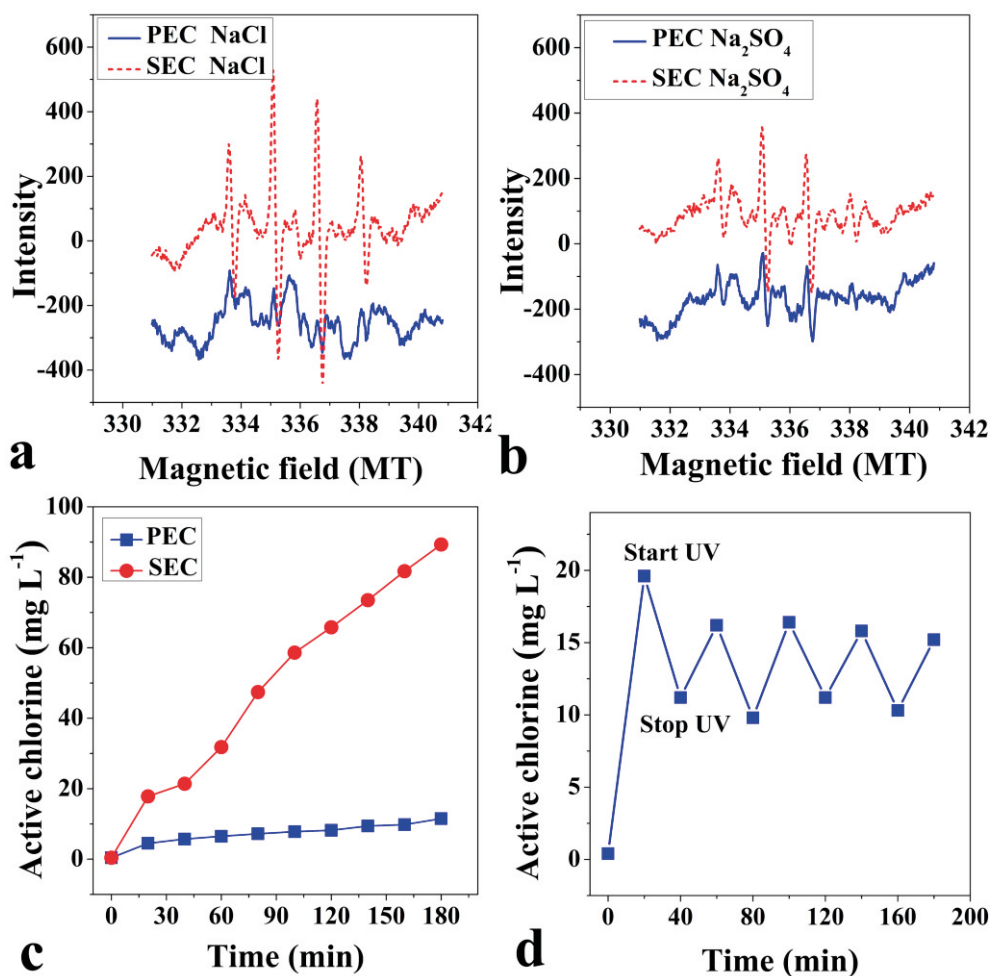 PEC NaCl
SEC NaCl
600
400
200
0
-200
-400
Intensity
330 332 334 336 338 340 342
Magnetic field (MT)
a
PEC Na₂SO₄
SEC Na₂SO₄
600
400
200
0
-200
-400
Intensity
330 332 334 336 338 340 342
Magnetic field (MT)
b
PEC
SEC
100
80
60
40
20
0
Active chlorine (mg L⁻¹)
0 30 60 90 120 150 180
Time (min)
c
Start UV
Stop UV
20
15
10
5
0
Active chlorine (mg L⁻¹)
0 40 80 120 160 200
Time (min)
d